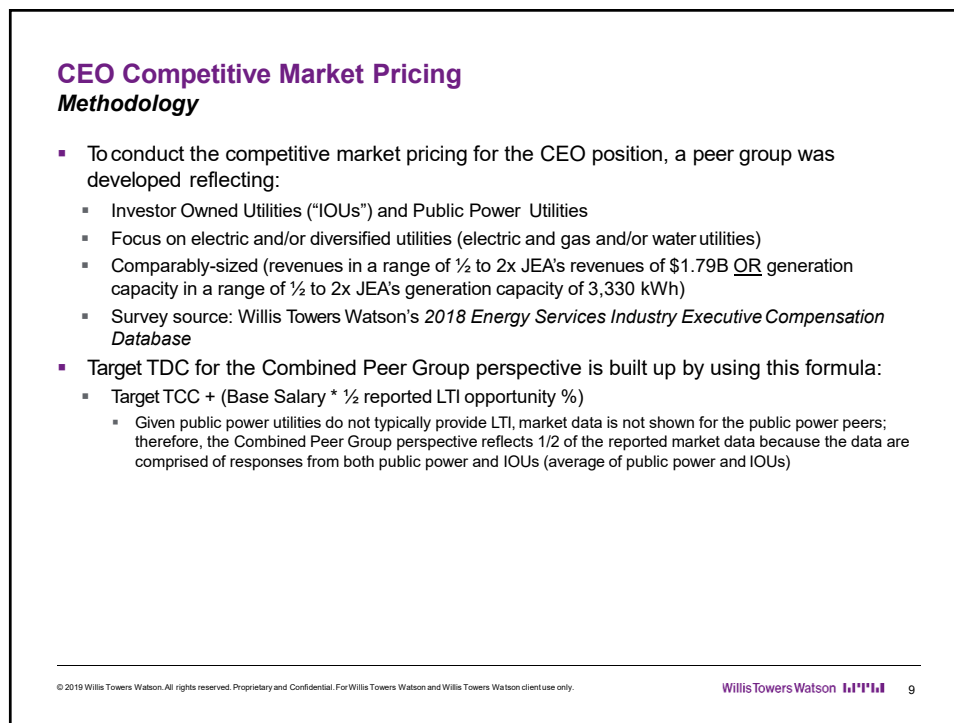 CEO Competitive Market Pricing
Methodology
▪ To conduct the competitive market pricing for the CEO position, a peer group was
developed reflecting:
▪ Investor Owned Utilities (“IOUs”) and Public Power Utilities
▪ Focus on electric and/or diversified utilities (electric and gas and/or water utilities)
▪ Comparably-sized (revenues in a range of ½ to 2x JEA’s revenues of $1.79B OR generation
capacity in a range of ½ to 2x JEA’s generation capacity of 3,330 kWh)
▪ Survey source: Willis Towers Watson’s 2018 Energy Services Industry Executive Compensation
Database
▪ Target TDC for the Combined Peer Group perspective is built up by using this formula:
▪ Target TCC + (Base Salary * ½ reported LTI opportunity %)
▪ Given public power utilities do not typically provide LTI, market data is not shown for the public power peers;
therefore, the Combined Peer Group perspective reflects 1/2 of the reported market data because the data are
comprised of responses from both public power and IOUs (average of public power and IOUs)
© 2019 Willis Towers Watson. All rights reserved. Proprietary and Confidential. For Willis Towers Watson and Willis Towers Watson client use only.
WillisTowersWatson
9